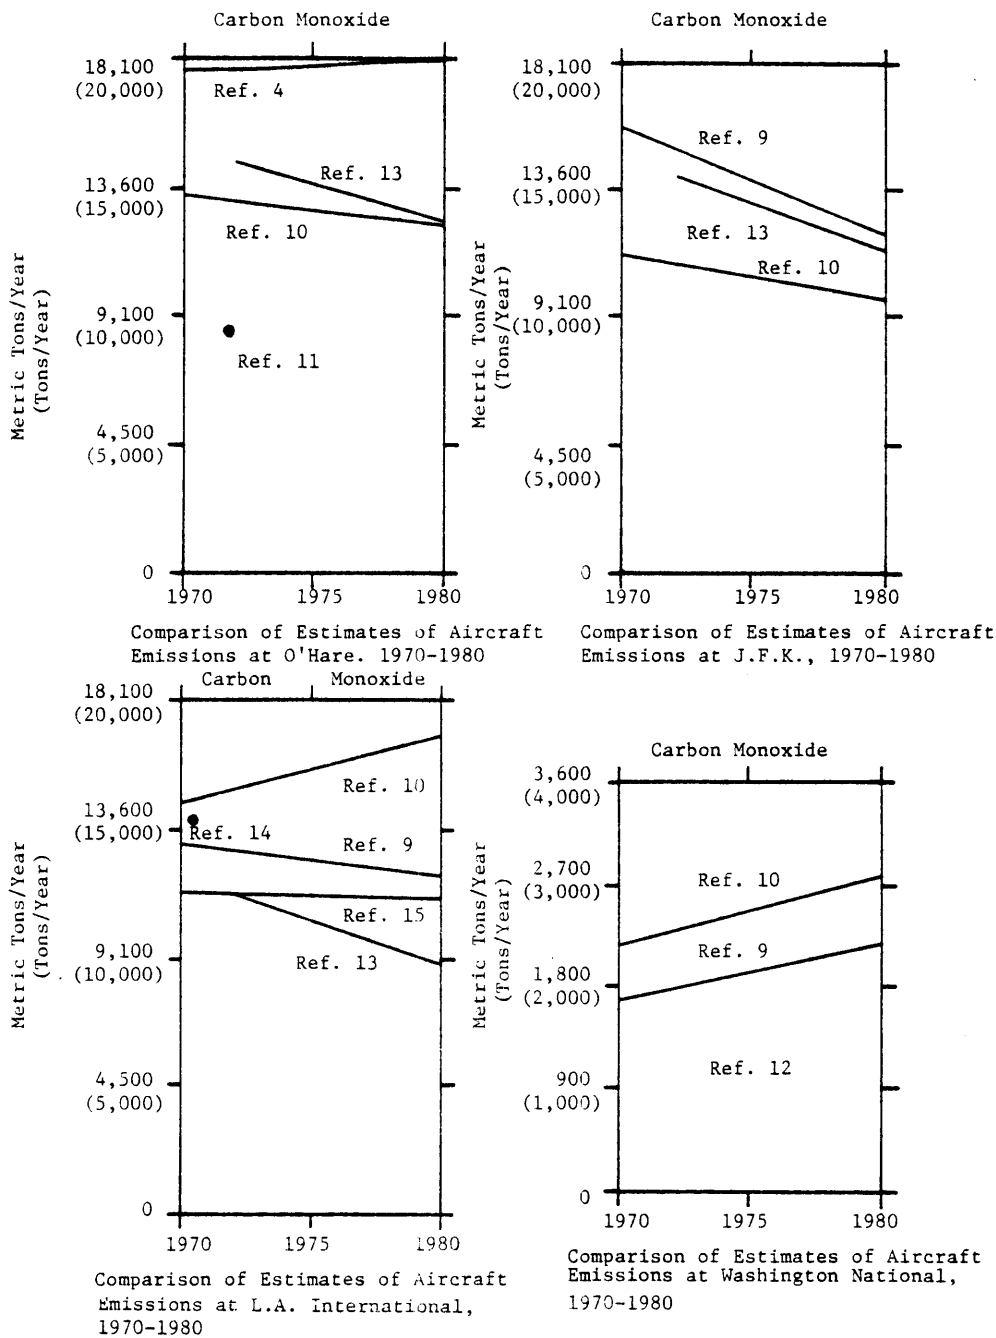 Carbon Monoxide
18,100
(20,000)
Ref. 4
Ref. 13
13,600
(15,000)
Ref. 10
9,100
(10,000)
Ref. 11
4,500
(5,000)
0
1970 1975 1980
Metric Tons/Year
(Tons/Year)
Comparison of Estimates of Aircraft
Emissions at O'Hare. 1970-1980
Carbon Monoxide
18,100
(20,000)
Ref. 9
13,600
(15,000)
Ref. 13
Ref. 10
9,100
(10,000)
4,500
(5,000)
0
1970 1975 1980
Metric Tons/Year
(Tons/Year)
Comparison of Estimates of Aircraft
Emissions at J.F.K., 1970-1980
Carbon Monoxide
18,100
(20,000)
Ref. 10
13,600
(15,000)
Ref. 14
Ref. 9
Ref. 15
9,100
(10,000)
Ref. 13
4,500
(5,000)
0
1970 1975 1980
Metric Tons/Year
(Tons/Year)
Comparison of Estimates of Aircraft
Emissions at L.A. International,
1970-1980
Carbon Monoxide
3,600
(4,000)
2,700
(3,000)
Ref. 10
Ref. 9
1,800
(2,000)
Ref. 12
900
(1,000)
0
1970 1975 1980
Metric Tons/Year
(Tons/Year)
Comparison of Estimates of Aircraft
Emissions at Washington National,
1970-1980